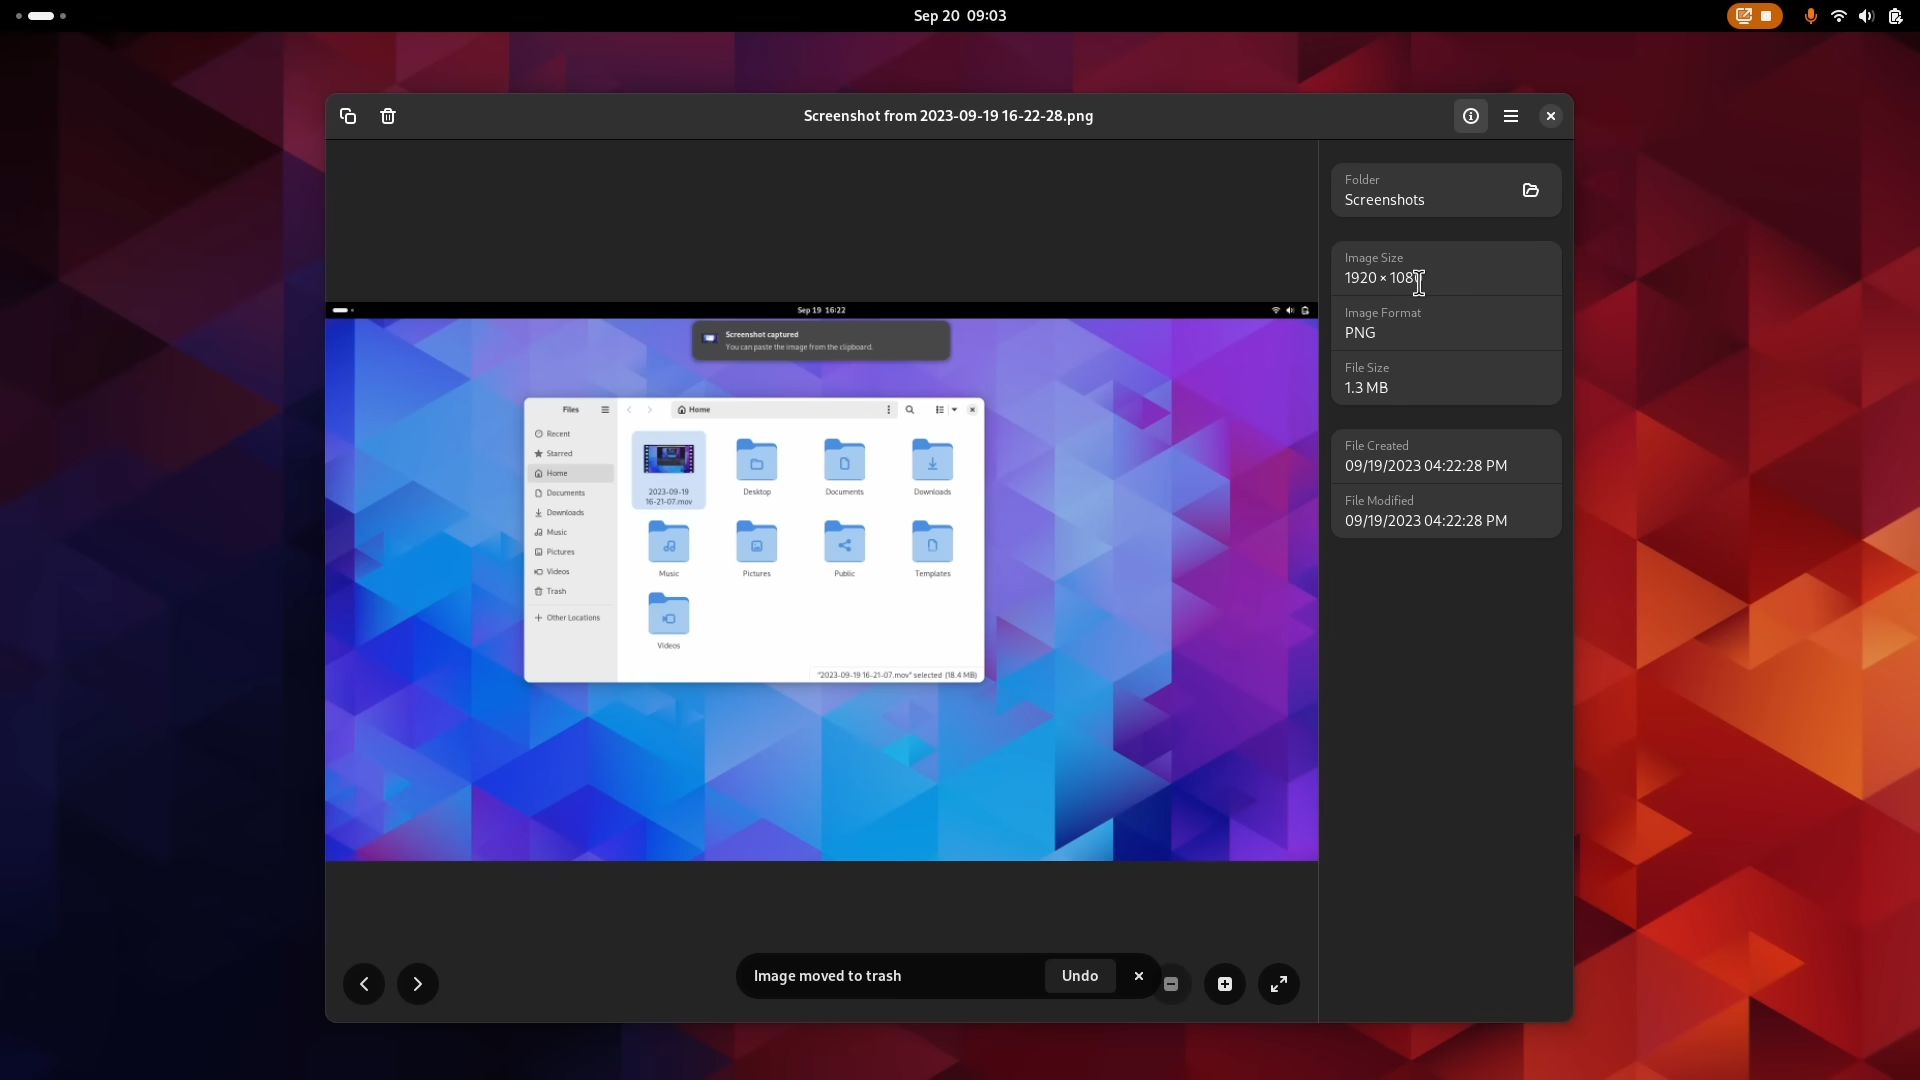 Sep 20 09:03
Screenshot from 2023-09-19 16-22-28.png
Sep 19 16:22
Screenshot captured
You can paste the image from the clipboard.
Files
Home
Recent
Starred
Home
Documents
Downloads
Music
Pictures
Videos
Trash
Other Locations
2023-09-19
16-21-07.mov
Desktop
Documents
Downloads
Music
Pictures
Public
Templates
Videos
"2023-09-19 16-21-07.mov" selected (18.4 MB)
Folder
Screenshots
Image Size
1920 × 1080
Image Format
PNG
File Size
1.3 MB
File Created
09/19/2023 04:22:28 PM
File Modified
09/19/2023 04:22:28 PM
Image moved to trash
Undo